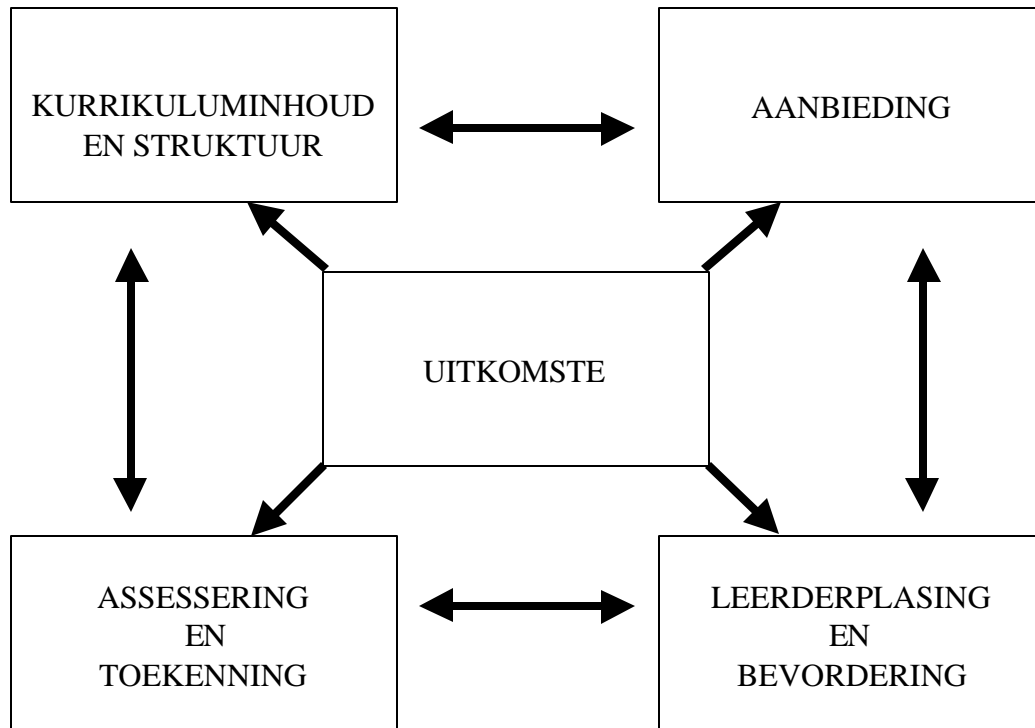 KURRIKULUMINHOUD
EN STRUKTUUR
AANBIEDING
UITKOMSTE
ASSESSERING
EN
TOEKENNING
LEERDERPLASING
EN
BEVORDERING